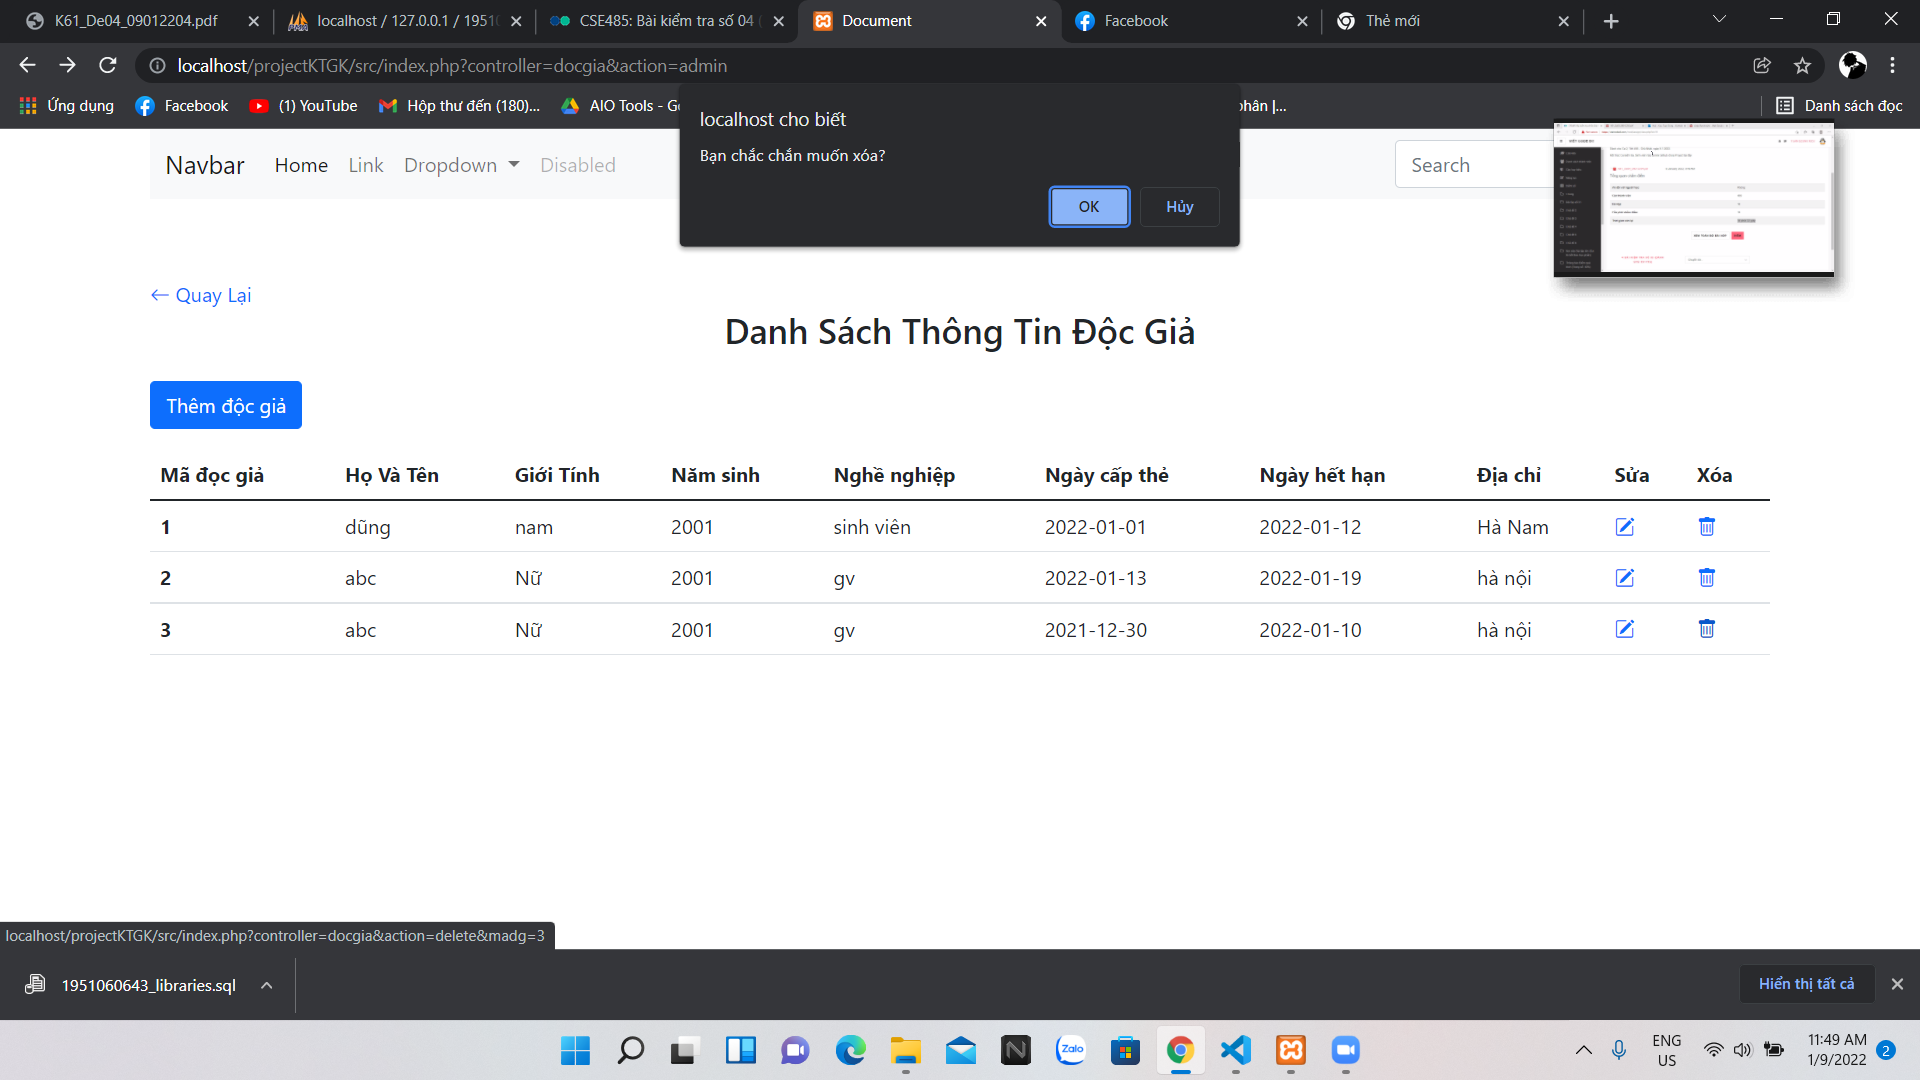 K61_De04_09012204.pdf
localhost / 127.0.0.1 / 1951
CSE485: Bài kiểm tra số 04
Document
Facebook
Thẻ mới
localhost/projectKTGK/src/index.php?controller=docgia&action=admin
Ứng dụng
Facebook
(1) YouTube
Hộp thư đến (180)...
AIO Tools - Go
phân |...
Danh sách đọc
localhost cho biết
Bạn chắc chắn muốn xóa?
OK
Hủy
Navbar
Home
Link
Dropdown
Disabled
Search
← Quay Lại
Danh Sách Thông Tin Độc Giả
Thêm độc giả
Mã đọc giả Họ Và Tên Giới Tính Năm sinh Nghề nghiệp Ngày cấp thẻ Ngày hết hạn Địa chỉ Sửa Xóa
1 dũng nam 2001 sinh viên 2022-01-01 2022-01-12 Hà Nam
2 abc Nữ 2001 gv 2022-01-13 2022-01-19 hà nội
3 abc Nữ 2001 gv 2021-12-30 2022-01-10 hà nội
localhost/projectKTGK/src/index.php?controller=docgia&action=delete&madg=3
1951060643_libraries.sql
Hiển thị tất cả
Zalo
ENG
US
11:49 AM
1/9/2022
2